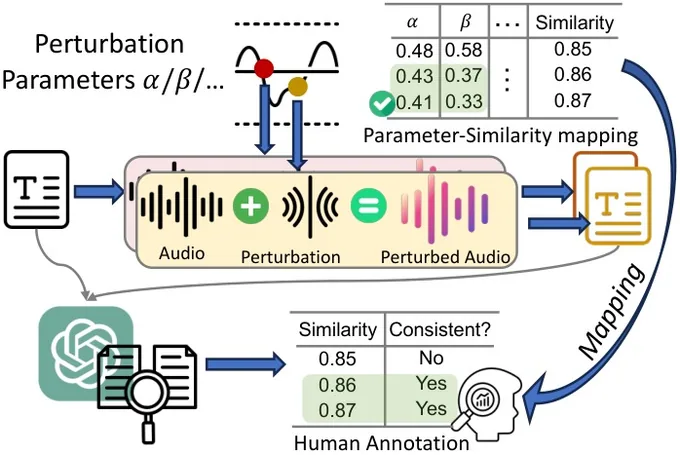 Perturbation
Parameters α/β/...
α β ... Similarity
0.48 0.58 0.85
0.43 0.37 ⋮ 0.86
0.41 0.33 0.87
Parameter-Similarity mapping
T
T
Audio
Perturbation
Perturbed Audio
Mapping
Similarity Consistent?
0.85 No
0.86 Yes
0.87 Yes
Human Annotation